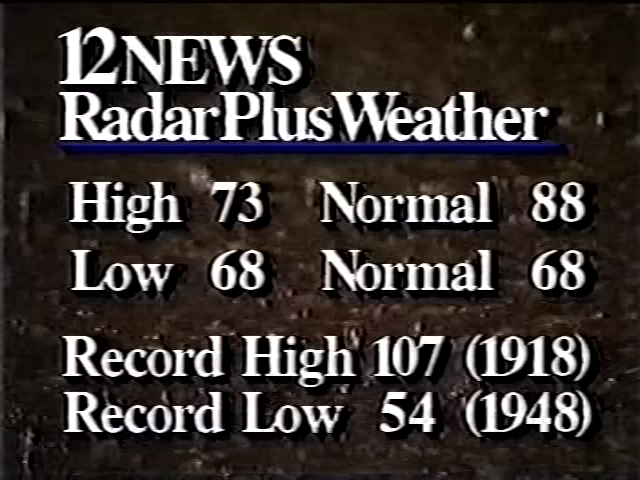 12NEWS
RadarPlusWeather
High 73 Normal 88
Low 68 Normal 68
Record High 107 (1918)
Record Low 54 (1948)